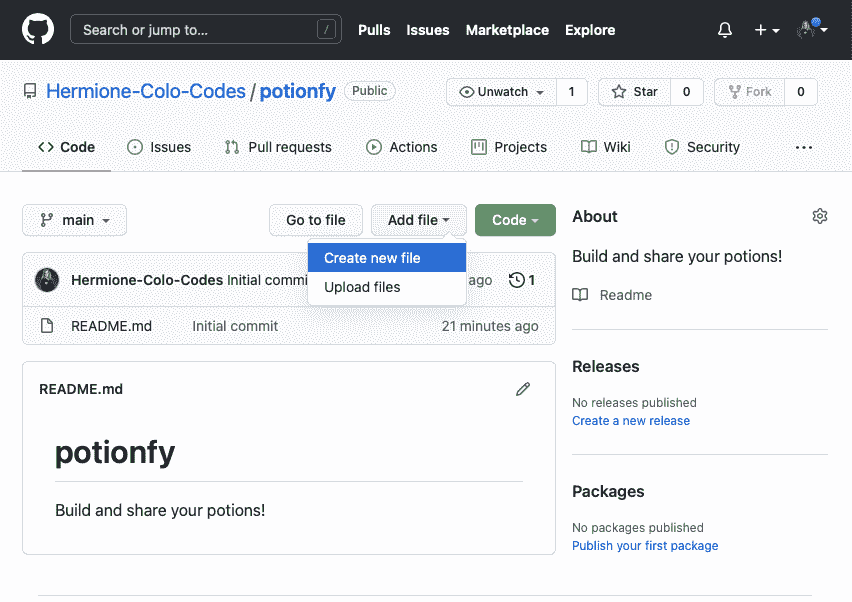 Search or jump to... / Pulls Issues Marketplace Explore
Hermione-Colo-Codes / potionfy Public Unwatch 1 Star 0 Fork 0
Code Issues Pull requests Actions Projects Wiki Security ...
main Go to file Add file Code About
Create new file
Upload files
Build and share your potions!
Hermione-Colo-Codes Initial commi ago 1
Readme
README.md Initial commit 21 minutes ago
Releases
README.md
No releases published
Create a new release
potionfy
Packages
Build and share your potions!
No packages published
Publish your first package